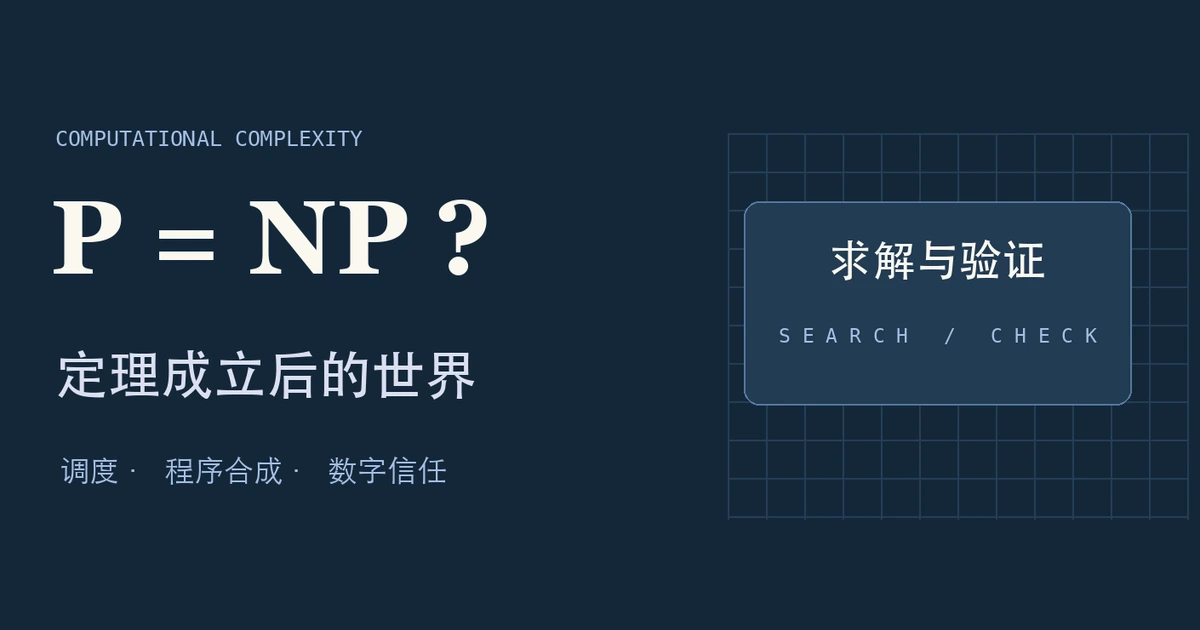 COMPUTATIONAL COMPLEXITY
P = NP ?
定理成立后的世界
调度 · 程序合成 · 数字信任
求解与验证
SEARCH / CHECK